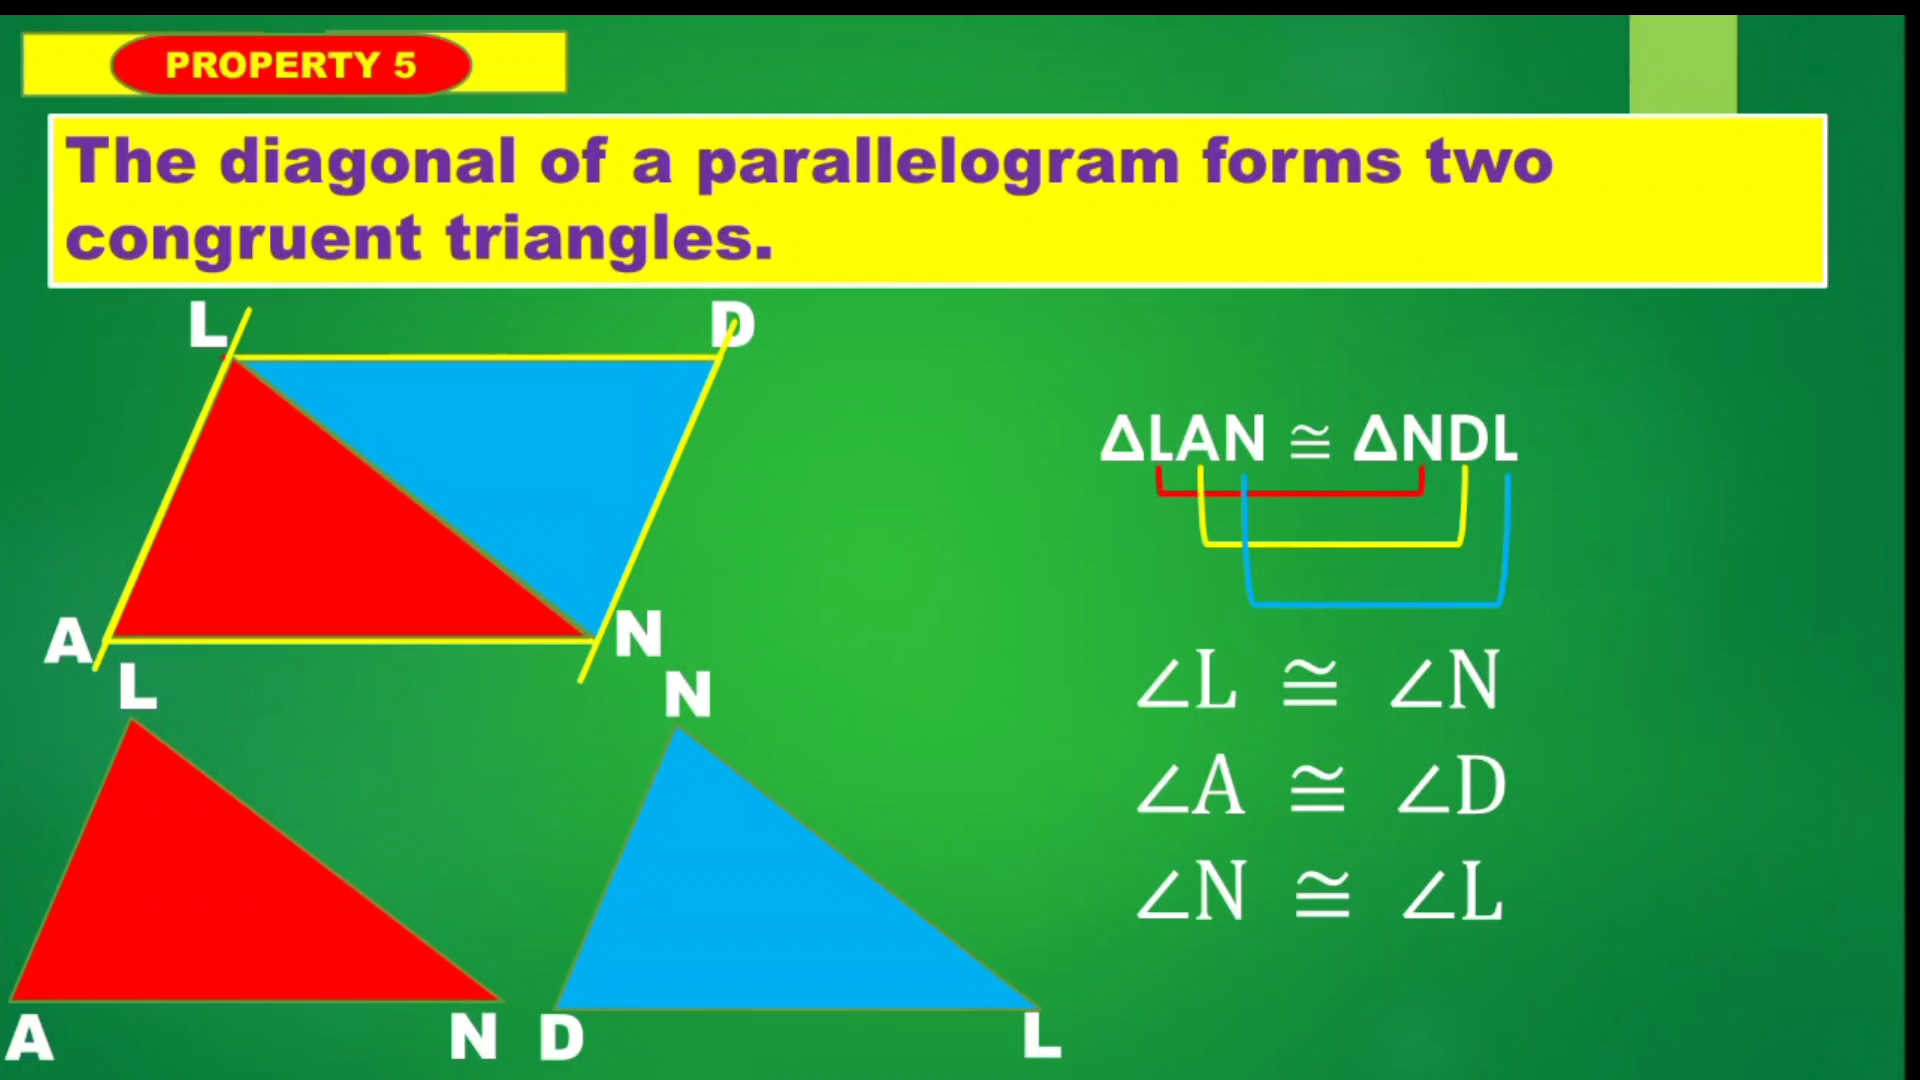 PROPERTY 5
The diagonal of a parallelogram forms two
congruent triangles.
L
D
A
N
L
N
A
N
D
L
ΔLAN ≅ ΔNDL
∠L ≅ ∠N
∠A ≅ ∠D
∠N ≅ ∠L